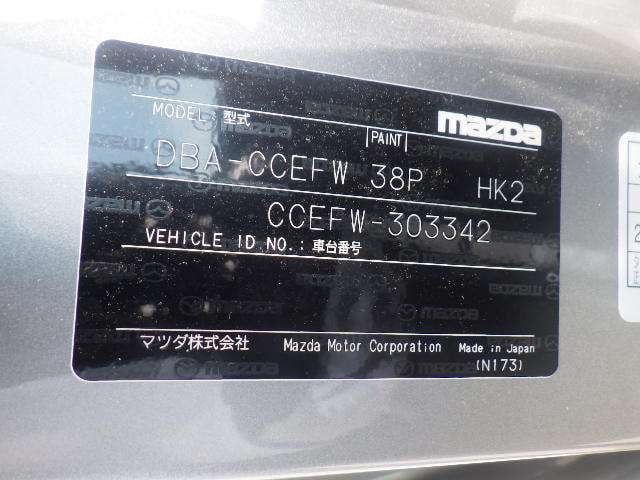 mazda
MODEL : 型式
PAINT
DBA-CCEFW 38P HK2
CCEFW-303342
VEHICLE ID NO. : 車台番号
マツダ株式会社 Mazda Motor Corporation Made in Japan
(N173)
2